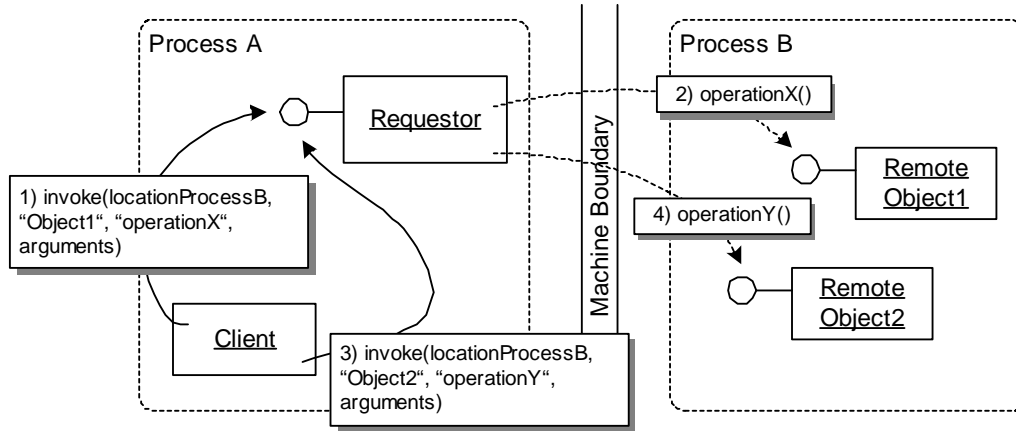 Process A
Process B
Requestor
2) operationX()
Machine Boundary
Remote
Object1
1) invoke(locationProcessB,
“Object1“, “operationX“,
arguments)
4) operationY()
Remote
Object2
Client
3) invoke(locationProcessB,
“Object2“, “operationY“,
arguments)